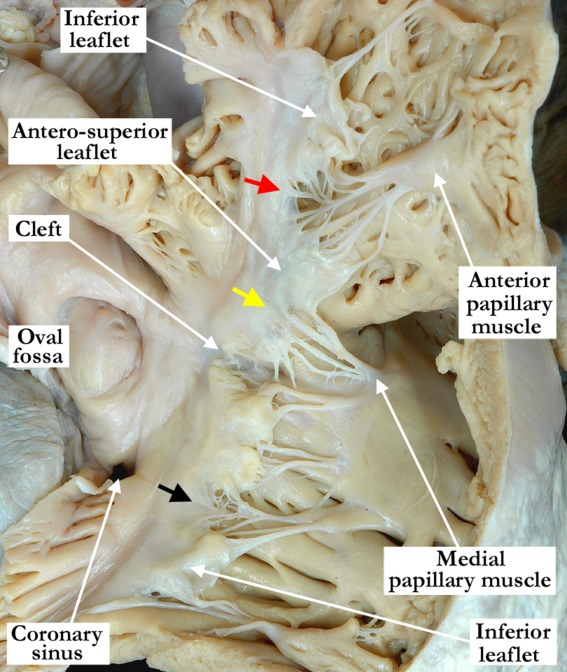 Inferior
leaflet
Antero-superior
leaflet
Cleft
Oval
fossa
Anterior
papillary
muscle
Medial
papillary muscle
Coronary
sinus
Inferior
leaflet